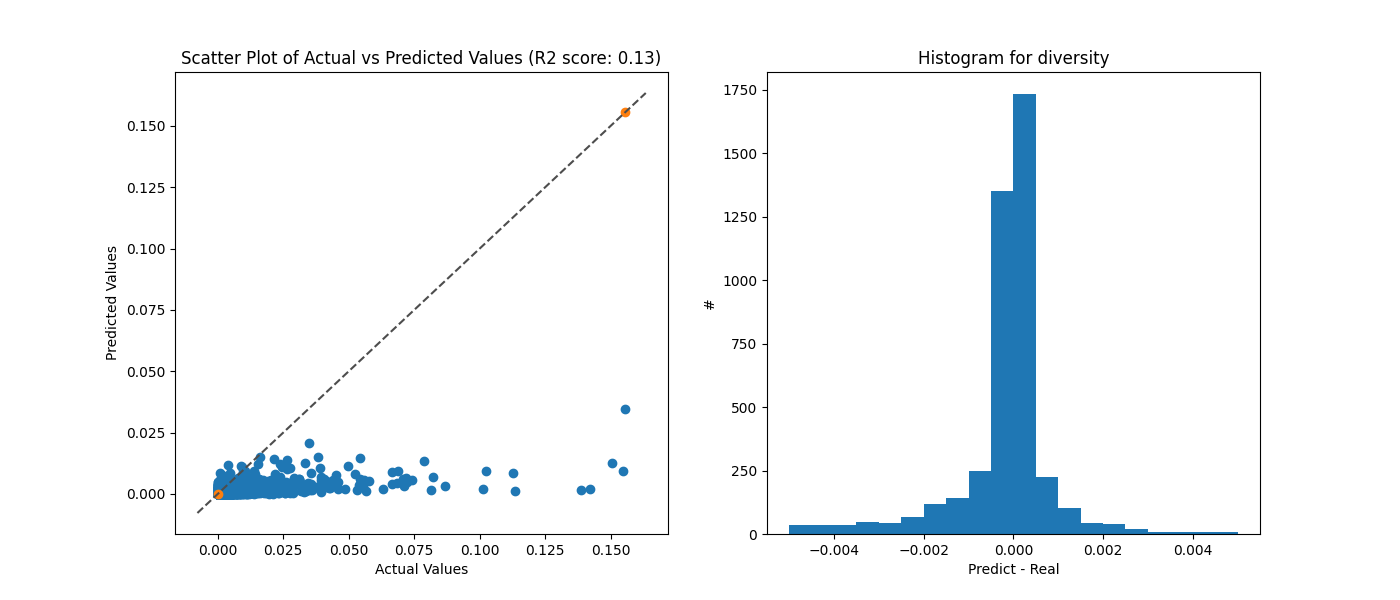 Scatter Plot of Actual vs Predicted Values (R2 score: 0.13)
0.150
0.125
0.100
0.075
0.050
0.025
0.000
Predicted Values
0.000 0.025 0.050 0.075 0.100 0.125 0.150
Actual Values
Histogram for diversity
1750
1500
1250
1000
750
500
250
0
#
−0.004 −0.002 0.000 0.002 0.004
Predict - Real